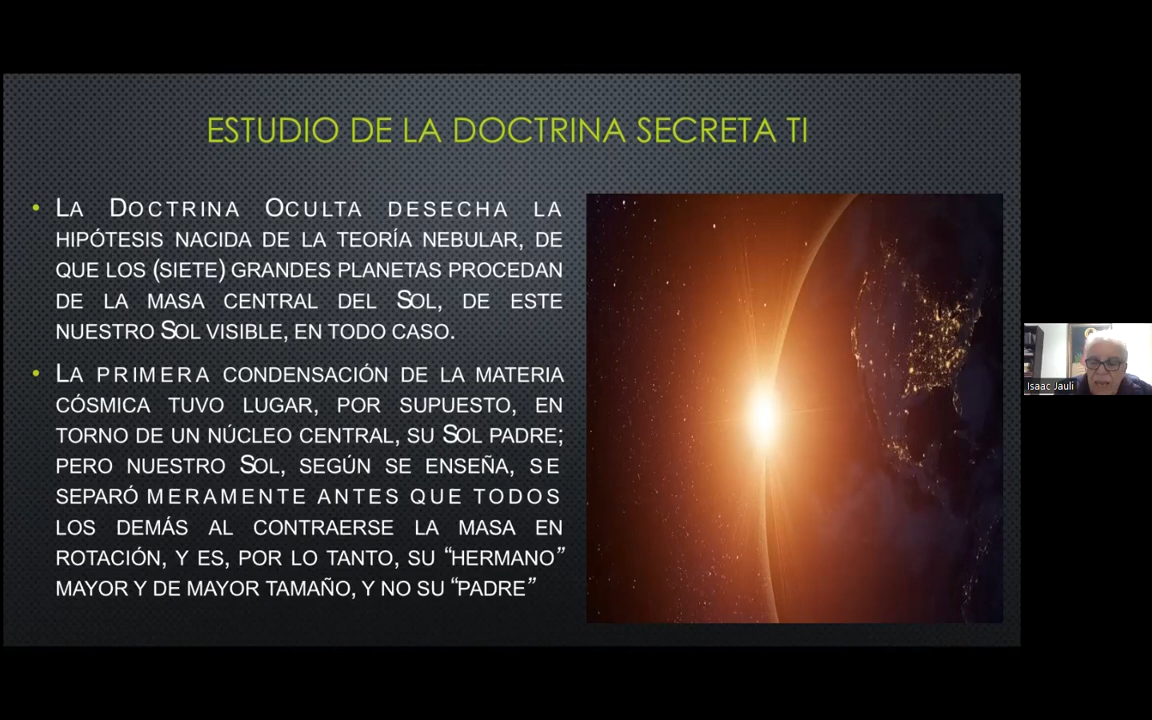 ESTUDIO DE LA DOCTRINA SECRETA TI
• LA DOCTRINA OCULTA DESECHA LA
HIPÓTESIS NACIDA DE LA TEORÍA NEBULAR, DE
QUE LOS (SIETE) GRANDES PLANETAS PROCEDAN
DE LA MASA CENTRAL DEL SOL, DE ESTE
NUESTRO SOL VISIBLE, EN TODO CASO.
• LA PRIMERA CONDENSACIÓN DE LA MATERIA
CÓSMICA TUVO LUGAR, POR SUPUESTO, EN
TORNO DE UN NÚCLEO CENTRAL, SU SOL PADRE;
PERO NUESTRO SOL, SEGÚN SE ENSEÑA, SE
SEPARÓ MERAMENTE ANTES QUE TODOS
LOS DEMÁS AL CONTRAERSE LA MASA EN
ROTACIÓN, Y ES, POR LO TANTO, SU “HERMANO”
MAYOR Y DE MAYOR TAMAÑO, Y NO SU “PADRE”
Isaac Jauli